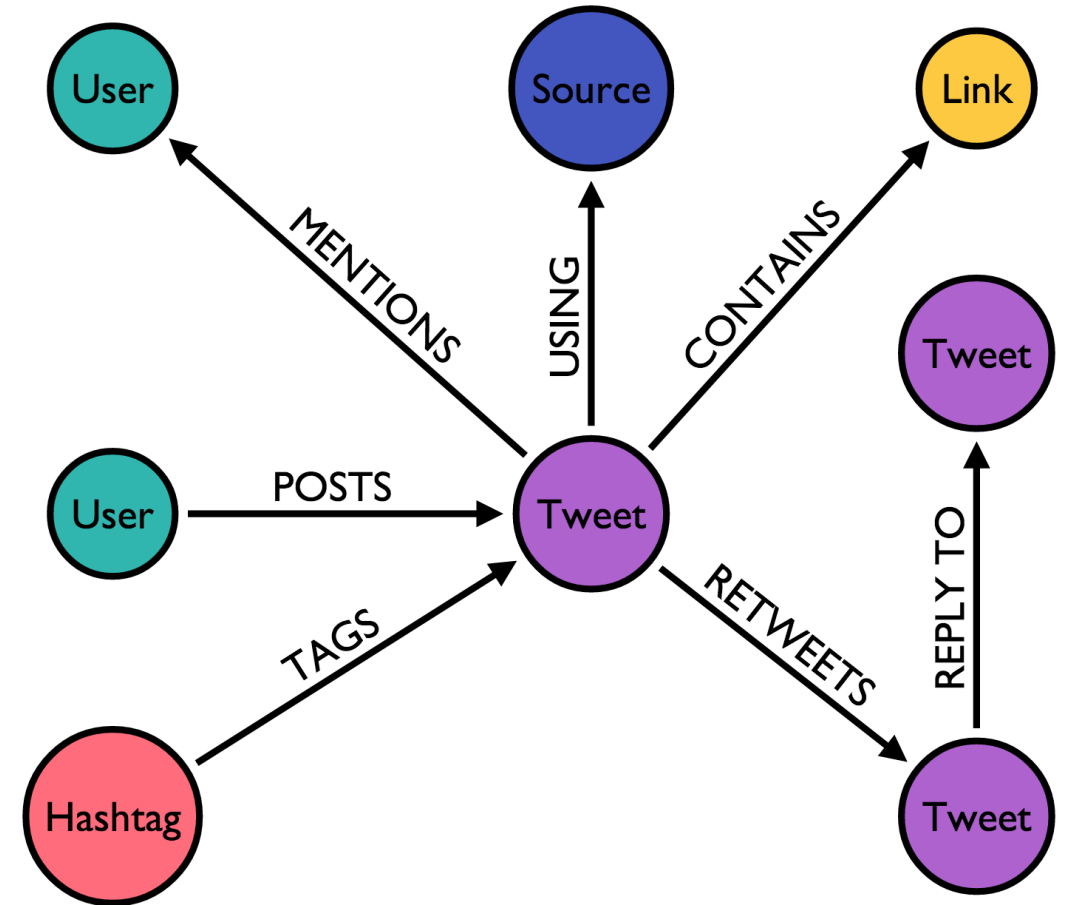 User
Source
Link
MENTIONS
USING
CONTAINS
Tweet
User
POSTS
Tweet
TAGS
RETWEETS
REPLY TO
Hashtag
Tweet